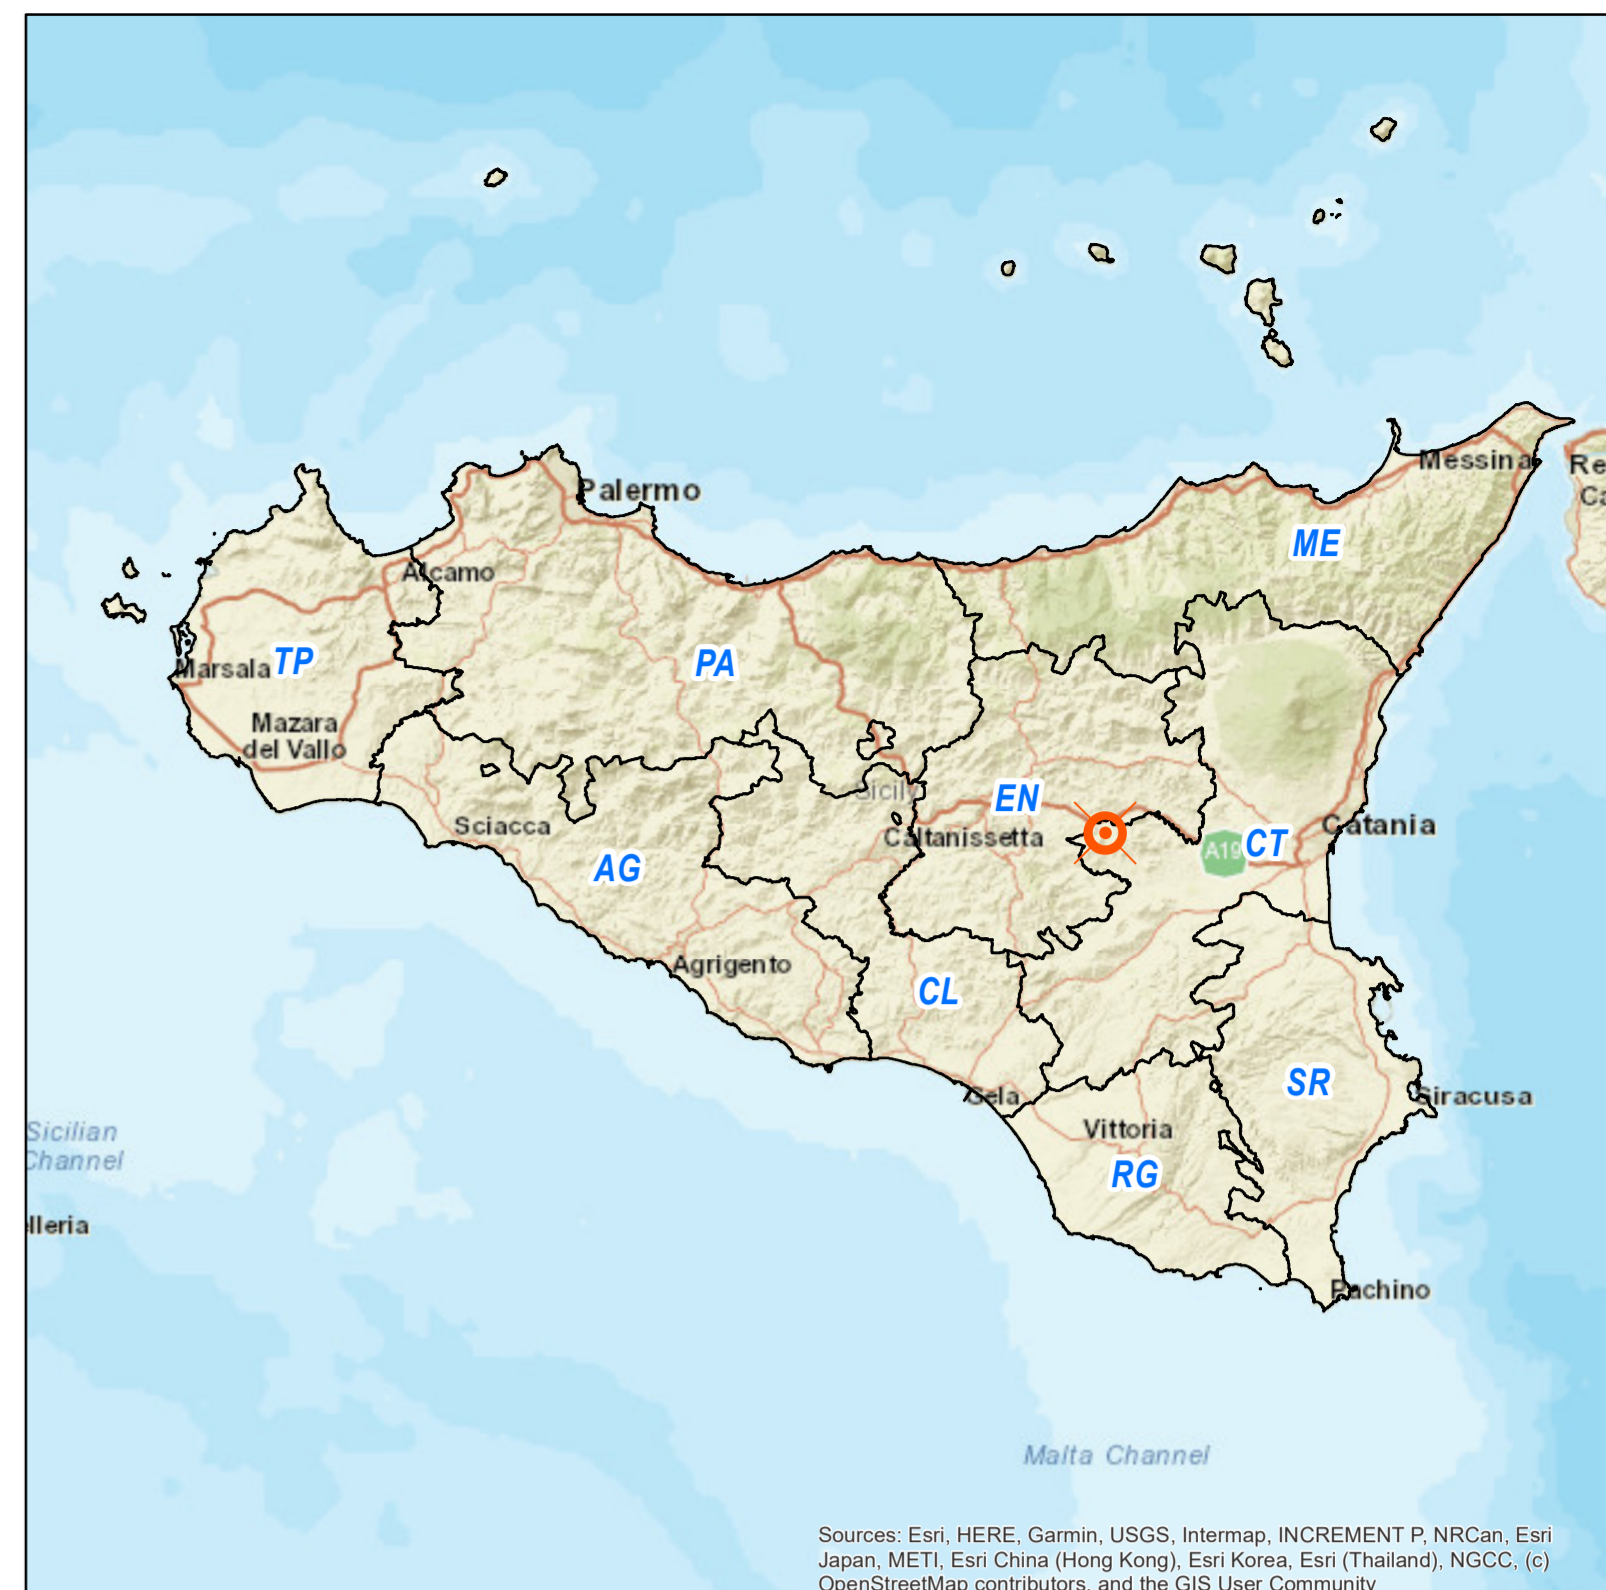 Messina
Re
Ca
Palermo
ME
Alcamo
TP
Marsala
PA
Mazara
del Vallo
Sicily
EN
Sciacca
Caltanissetta
Catania
A19
CT
AG
Agrigento
CL
SR
Gela
Siracusa
Vittoria
Sicilian
Channel
RG
lleria
Pachino
Malta Channel
Sources: Esri, HERE, Garmin, USGS, Intermap, INCREMENT P, NRCan, Esri
Japan, METI, Esri China (Hong Kong), Esri Korea, Esri (Thailand), NGCC, (c)
OpenStreetMap contributors, and the GIS User Community